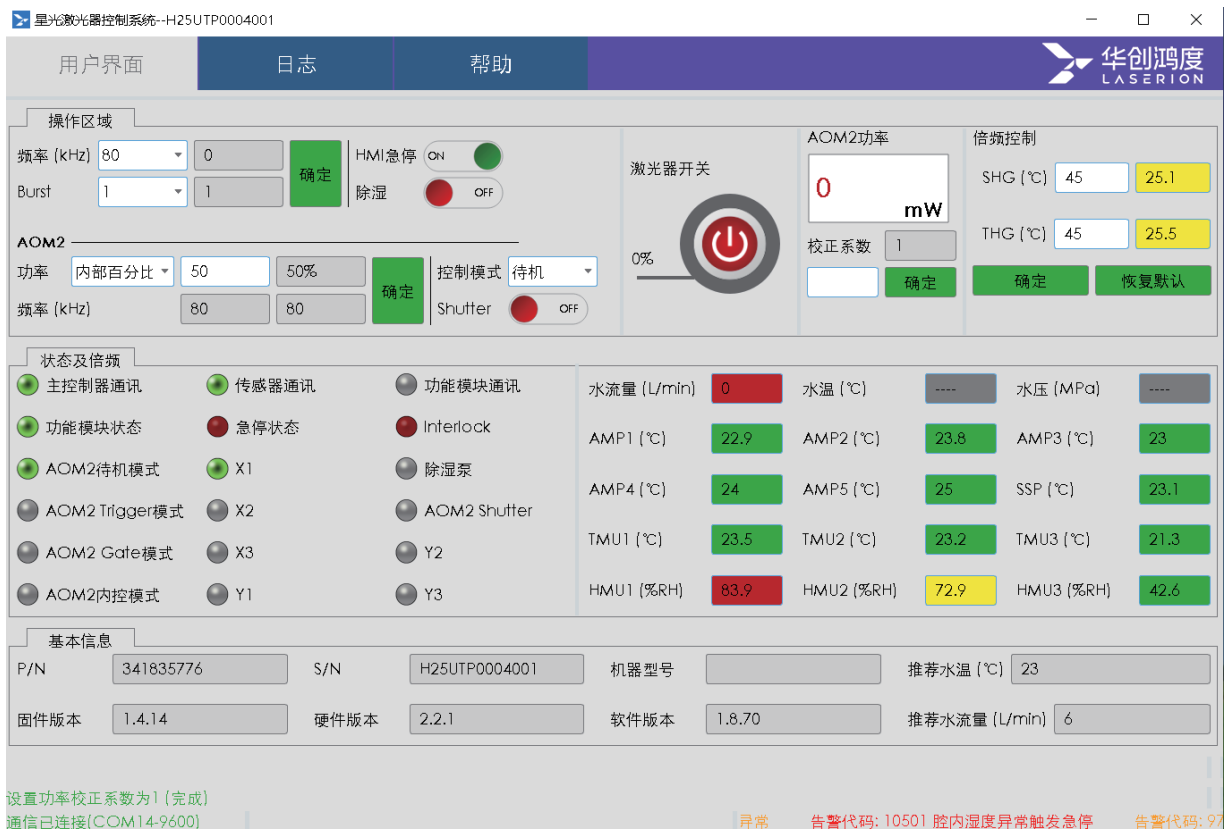 星光激光器控制系统--H25UTP0004001
用户界面 日志 帮助 华创鸿度
LASERION
操作区域
频率 (kHz) 80 0 确定 HMI急停 ON
Burst 1 1 除湿 OFF
AOM2
功率 内部百分比 50 50% 确定 控制模式 待机
频率 (kHz) 80 80 Shutter OFF
激光器开关
0%
AOM2功率
0
mW
校正系数 1
确定
倍频控制
SHG (℃) 45 25.1
THG (℃) 45 25.5
确定 恢复默认
状态及倍频
主控制器通讯 传感器通讯 功能模块通讯
功能模块状态 急停状态 Interlock
AOM2待机模式 X1 除湿泵
AOM2 Trigger模式 X2 AOM2 Shutter
AOM2 Gate模式 X3 Y2
AOM2内控模式 Y1 Y3
水流量 (L/min) 0 水温 (℃) ---- 水压 (MPa) ----
AMP1 (℃) 22.9 AMP2 (℃) 23.8 AMP3 (℃) 23
AMP4 (℃) 24 AMP5 (℃) 25 SSP (℃) 23.1
TMU1 (℃) 23.5 TMU2 (℃) 23.2 TMU3 (℃) 21.3
HMU1 (%RH) 83.9 HMU2 (%RH) 72.9 HMU3 (%RH) 42.6
基本信息
P/N 341835776 S/N H25UTP0004001 机器型号 推荐水温 (℃) 23
固件版本 1.4.14 硬件版本 2.2.1 软件版本 1.8.70 推荐水流量 (L/min) 6
设置功率校正系数为1 (完成)
通信已连接(COM14-9600) 异常 告警代码: 10501 腔内湿度异常触发急停 告警代码: 97